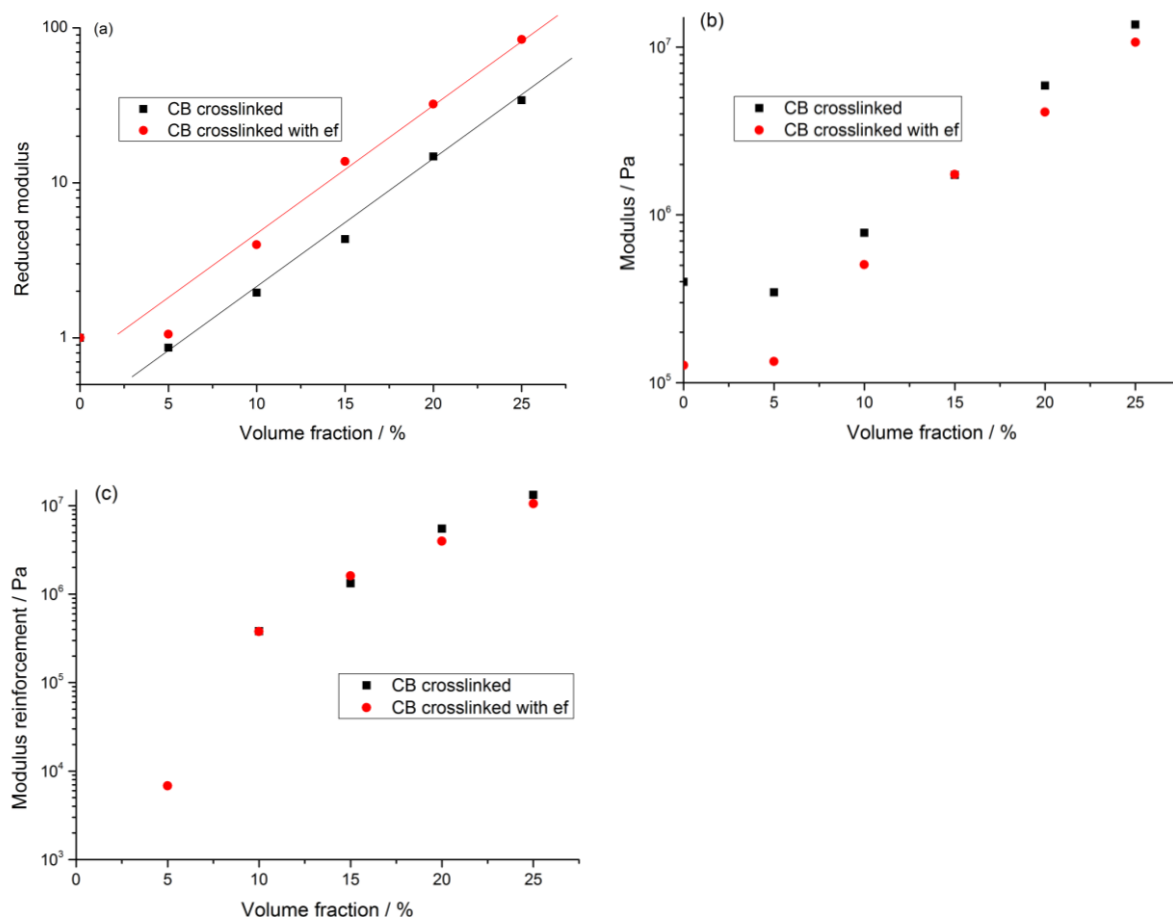 (a)
100
10
1
Reduced modulus
CB crosslinked
CB crosslinked with ef
0 5 10 15 20 25
Volume fraction / %
(b)
10⁷
10⁶
10⁵
Modulus / Pa
CB crosslinked
CB crosslinked with ef
0 5 10 15 20 25
Volume fraction / %
(c)
10⁷
10⁶
10⁵
10⁴
10³
Modulus reinforcement / Pa
CB crosslinked
CB crosslinked with ef
0 5 10 15 20 25
Volume fraction / %